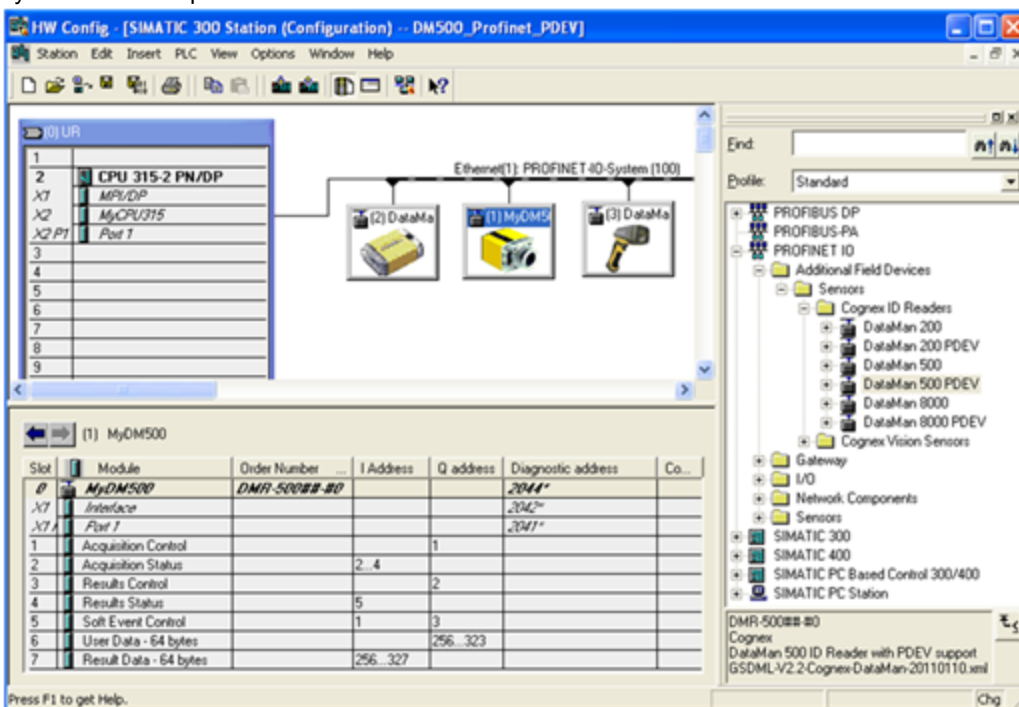 HW Config - [SIMATIC 300 Station (Configuration) -- DM500_Profinet_PDEV]
Station Edit Insert PLC View Options Window Help
(0) UR
1
2 CPU 315-2 PN/DP
X1 MPI/DP
X2 MyCPU315
X2 P1 Port 1
3
4
5
6
7
8
9
Ethernet(1): PROFINET-IO-System (100)
(2) DataMa
(1) MyDM5
(3) DataMa
Find:
Profile: Standard
PROFIBUS DP
PROFIBUS-PA
PROFINET IO
Additional Field Devices
Sensors
Cognex ID Readers
DataMan 200
DataMan 200 PDEV
DataMan 500
DataMan 500 PDEV
DataMan 8000
DataMan 8000 PDEV
Cognex Vision Sensors
Gateway
I/O
Network Components
Sensors
SIMATIC 300
SIMATIC 400
SIMATIC PC Based Control 300/400
SIMATIC PC Station
DMR-500##-#0
Cognex
DataMan 500 ID Reader with PDEV support
GSDML-V2.2-Cognex-DataMan-20110110.xml
(1) MyDM500
Slot Module Order Number ... I Address Q address Diagnostic address Co...
0 MyDM500 DMR-500##-#0 2044*
X1 Interface 2042*
X1 Port 1 2041*
1 Acquisition Control 1
2 Acquisition Status 2...4
3 Results Control 2
4 Results Status 5
5 Soft Event Control 1 3
6 User Data - 64 bytes 256...323
7 Result Data - 64 bytes 256...327
Press F1 to get Help.
Chg